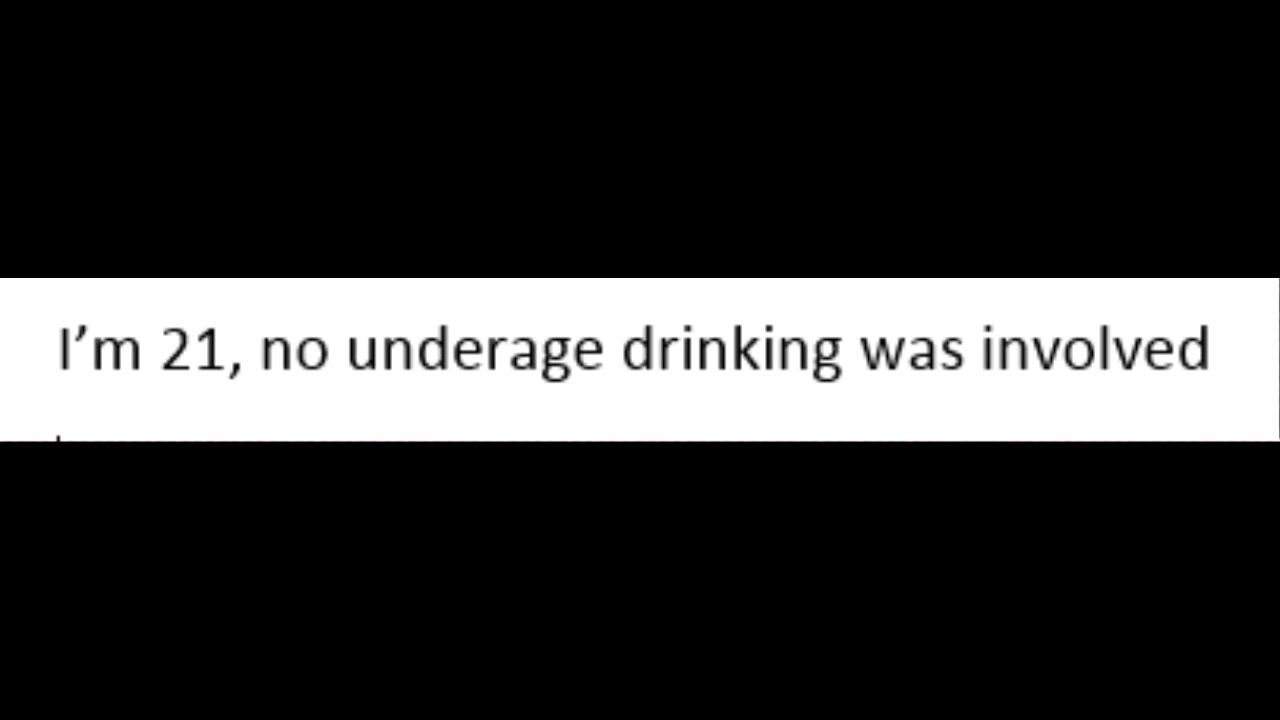 I’m 21, no underage drinking was involved